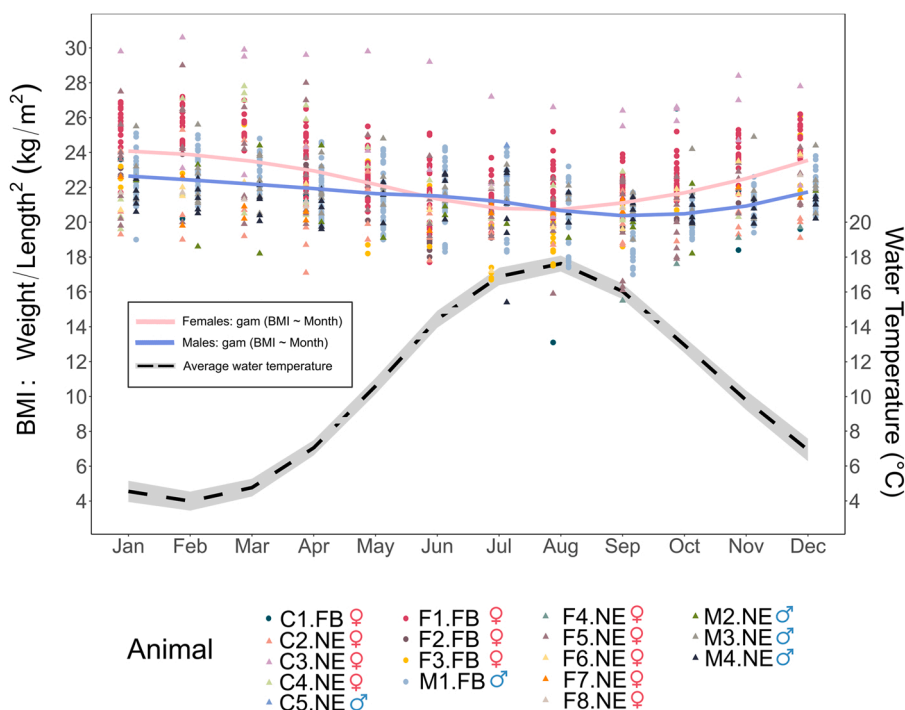 30
28
26
24
22
20
18
16
14
12
10
8
6
4
BMI: Weight/Length² (kg/m²)
20
18
16
14
12
10
8
6
4
Water Temperature (°C)
Females: gam (BMI ~ Month)
Males: gam (BMI ~ Month)
Average water temperature
Jan Feb Mar Apr May Jun Jul Aug Sep Oct Nov Dec
Animal
C1.FB ♀
C2.NE ♀
C3.NE ♀
C4.NE ♀
C5.NE ♂
F1.FB ♀
F2.FB ♀
F3.FB ♀
M1.FB ♂
F4.NE ♀
F5.NE ♀
F6.NE ♀
F7.NE ♀
F8.NE ♀
M2.NE ♂
M3.NE ♂
M4.NE ♂